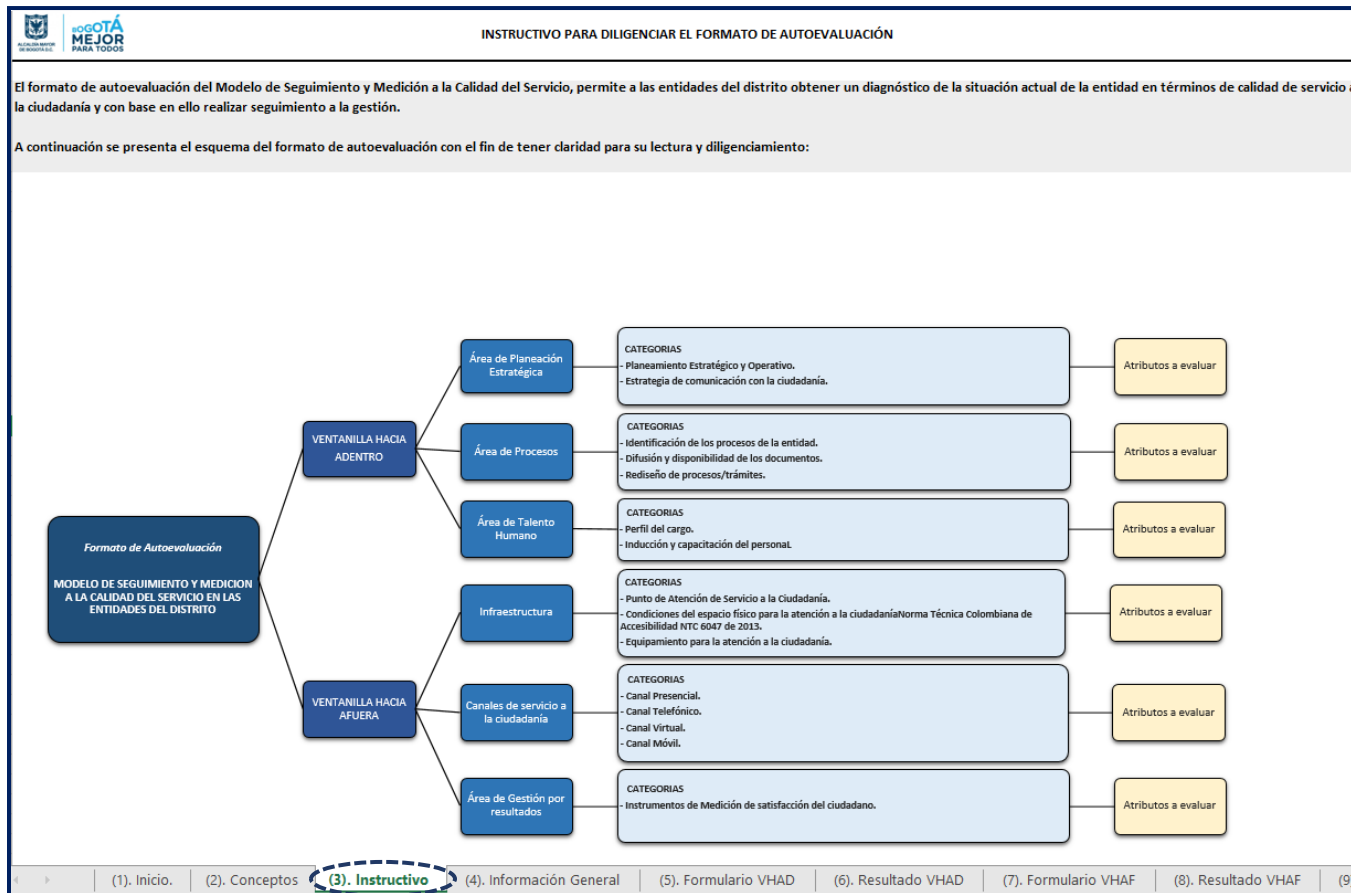 ALCALDÍA MAYOR
DE BOGOTÁ D.C.
BOGOTÁ
MEJOR
PARA TODOS
INSTRUCTIVO PARA DILIGENCIAR EL FORMATO DE AUTOEVALUACIÓN
El formato de autoevaluación del Modelo de Seguimiento y Medición a la Calidad del Servicio, permite a las entidades del distrito obtener un diagnóstico de la situación actual de la entidad en términos de calidad de servicio a
la ciudadanía y con base en ello realizar seguimiento a la gestión.
A continuación se presenta el esquema del formato de autoevaluación con el fin de tener claridad para su lectura y diligenciamiento:
Formato de Autoevaluación
MODELO DE SEGUIMIENTO Y MEDICION
A LA CALIDAD DEL SERVICIO EN LAS
ENTIDADES DEL DISTRITO
VENTANILLA HACIA
ADENTRO
Área de Planeación
Estratégica
CATEGORIAS
- Planeamiento Estratégico y Operativo.
- Estrategia de comunicación con la ciudadanía.
Atributos a evaluar
Área de Procesos
CATEGORIAS
- Identificación de los procesos de la entidad.
- Difusión y disponibilidad de los documentos.
- Rediseño de procesos/trámites.
Atributos a evaluar
Área de Talento
Humano
CATEGORIAS
- Perfil del cargo.
- Inducción y capacitación del personal.
Atributos a evaluar
VENTANILLA HACIA
AFUERA
Infraestructura
CATEGORIAS
- Punto de Atención de Servicio a la Ciudadanía.
- Condiciones del espacio físico para la atención a la ciudadaníaNorma Técnica Colombiana de
Accesibilidad NTC 6047 de 2013.
- Equipamiento para la atención a la ciudadanía.
Atributos a evaluar
Canales de servicio a
la ciudadanía
CATEGORIAS
- Canal Presencial.
- Canal Telefónico.
- Canal Virtual.
- Canal Móvil.
Atributos a evaluar
Área de Gestión por
resultados
CATEGORIAS
- Instrumentos de Medición de satisfacción del ciudadano.
Atributos a evaluar
(1). Inicio. (2). Conceptos (3). Instructivo (4). Información General (5). Formulario VHAD (6). Resultado VHAD (7). Formulario VHAF (8). Resultado VHAF (9